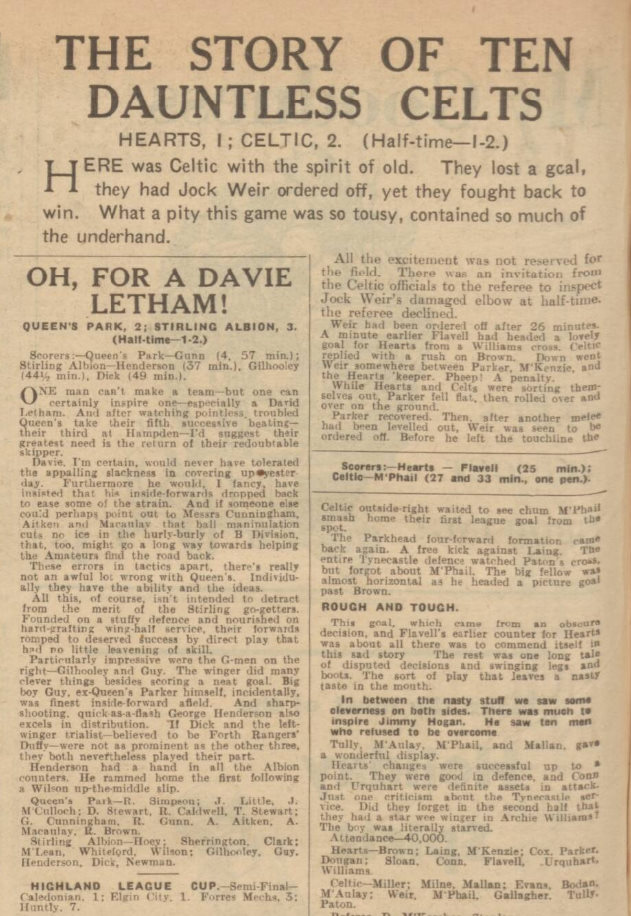 THE STORY OF TEN
DAUNTLESS CELTS
HEARTS, 1; CELTIC, 2. (Half-time—1-2.)
HERE was Celtic with the spirit of old. They lost a goal,
they had Jock Weir ordered off, yet they fought back to
win. What a pity this game was so tousy, contained so much of
the underhand.
OH, FOR A DAVIE
LETHAM!
QUEEN'S PARK, 2; STIRLING ALBION, 3.
(Half-time—1-2.)
Scorers:—Queen's Park—Gunn (4, 57 min.);
Stirling Albion—Henderson (37 min.), Gilhooley
(44½ min.), Dick (49 min.).
ONE man can't make a team—but one can
certainly inspire one—especially a David
Letham. And after watching pointless, troubled
Queen's take their fifth successive beating—
their third at Hampden—I'd suggest their
greatest need is the return of their redoubtable
skipper.
Davie, I'm certain, would never have tolerated
the appalling slackness in covering up yester-
day. Furthermore he would, I fancy, have
insisted that his inside-forwards dropped back
to ease some of the strain. And if someone else
could perhaps point out to Messrs Cunningham,
Aitken and Macaulay that ball manipulation
cuts no ice in the hurly-burly of B Division,
that, too, might go a long way towards helping
the Amateurs find the road back.
These errors in tactics apart, there's really
not an awful lot wrong with Queen's. Individu-
ally they have the ability and the ideas.
All this, of course, isn't intended to detract
from the merit of the Stirling go-getters.
Founded on a stuffy defence and nourished on
hard-grafting wing-half service, their forwards
romped to deserved success by direct play that
had no little leavening of skill.
Particularly impressive were the G-men on the
right—Gilhooley and Guy. The winger did many
clever things besides scoring a neat goal. Big
boy Guy, ex-Queen's Parker himself, incidentally,
was finest inside-forward afield. And sharp-
shooting, quick-as-a-flash George Henderson also
excels in distribution. If Dick and the left-
winger trialist—believed to be Forth Rangers'
Duffy—were not as prominent as the other three,
they both nevertheless played their part.
Henderson had a hand in all the Albion
counters. He rammed home the first following
a Wilson up-the-middle slip.
Queen's Park—R. Simpson; J. Little, J.
M'Culloch; D. Stewart, R. Caldwell, T. Stewart;
G. Cunningham, R. Gunn, A. Aitken, A.
Macaulay, R. Brown.
Stirling Albion—Hoey; Sherrington, Clark;
M'Lean, Whiteford, Wilson; Gilhooley, Guy,
Henderson, Dick, Newman.
HIGHLAND LEAGUE CUP.—Semi-Final—
Caledonian, 1; Elgin City, 1. Forres Mechs, 5;
Huntly, 7.
All the excitement was not reserved for
the field. There was an invitation from
the Celtic officials to the referee to inspect
Jock Weir's damaged elbow at half-time.
the referee declined.
Weir had been ordered off after 26 minutes.
A minute earlier Flavell had headed a lovely
goal for Hearts from a Williams cross. Celtic
replied with a rush on Brown. Down went
Weir somewhere between Parker, M'Kenzie, and
the Hearts 'keeper. Pheep! A penalty.
While Hearts and Celts were sorting them-
selves out, Parker fell flat, then rolled over and
over on the ground.
Parker recovered. Then, after another melee
had been levelled out, Weir was seen to be
ordered off. Before he left the touchline the
Scorers:—Hearts — Flavell (25 min.);
Celtic—M'Phail (27 and 33 min., one pen.).
Celtic outside-right waited to see chum M'Phail
smash home their first league goal from the
spot.
The Parkhead four-forward formation came
back again. A free kick against Laing. The
entire Tynecastle defence watched Paton's cross,
but forgot about M'Phail. The big fellow was
almost horizontal as he headed a picture goal
past Brown.
ROUGH AND TOUGH.
This goal, which came from an obscure
decision, and Flavell's earlier counter for Hearts
was about all there was to commend itself in
this sad story The rest was one long tale
of disputed decisions and swinging legs and
boots. The sort of play that leaves a nasty
taste in the mouth.
In between the nasty stuff we saw some
cleverness on both sides. There was much to
inspire Jimmy Hogan. He saw ten men
who refused to be overcome
Tully, M'Aulay, M'Phail, and Mallan, gave
a wonderful display.
Hearts' changes were successful up to a
point. They were good in defence, and Conn
and Urquhart were definite assets in attack.
Just one criticism about the Tynecastle ser-
vice. Did they forget in the second half that
they had a star wee winger in Archie Williams?
The boy was literally starved.
Attendance—40,000.
Hearts—Brown; Laing, M'Kenzie; Cox, Parker,
Dougan; Sloan, Conn, Flavell, Urquhart,
Williams.
Celtic—Miller; Milne, Mallan; Evans, Boden,
M'Aulay; Weir, M'Phail, Gallagher, Tully,
Paton.